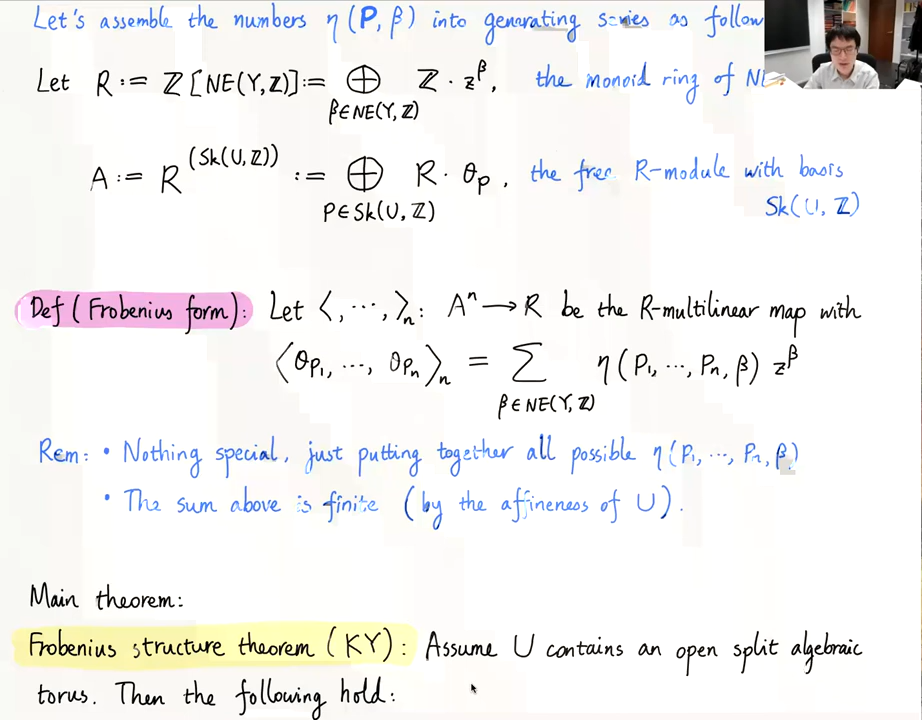 Let's assemble the numbers η(P, β) into generating series as follow
Let R := ℤ[NE(Y,ℤ)] := ⊕_{β∈NE(Y,ℤ)} ℤ · z^β, the monoid ring of
A := R^{(Sk(U,ℤ))} := ⊕_{P∈Sk(U,ℤ)} R · θ_P, the free R-module with basis
Sk(U, ℤ)
Def (Frobenius form): Let ⟨, ⋯, ⟩_n : A^n → R be the R-multilinear map with
⟨θ_{P_1}, ⋯, θ_{P_n}⟩_n = ∑_{β∈NE(Y,ℤ)} η(P_1, ⋯, P_n, β) z^β
Rem: • Nothing special, just putting together all possible η(P_1, ⋯, P_n, β)
• The sum above is finite (by the affineness of U).
Main theorem:
Frobenius structure theorem (KY): Assume U contains an open split algebraic
torus. Then the following hold: